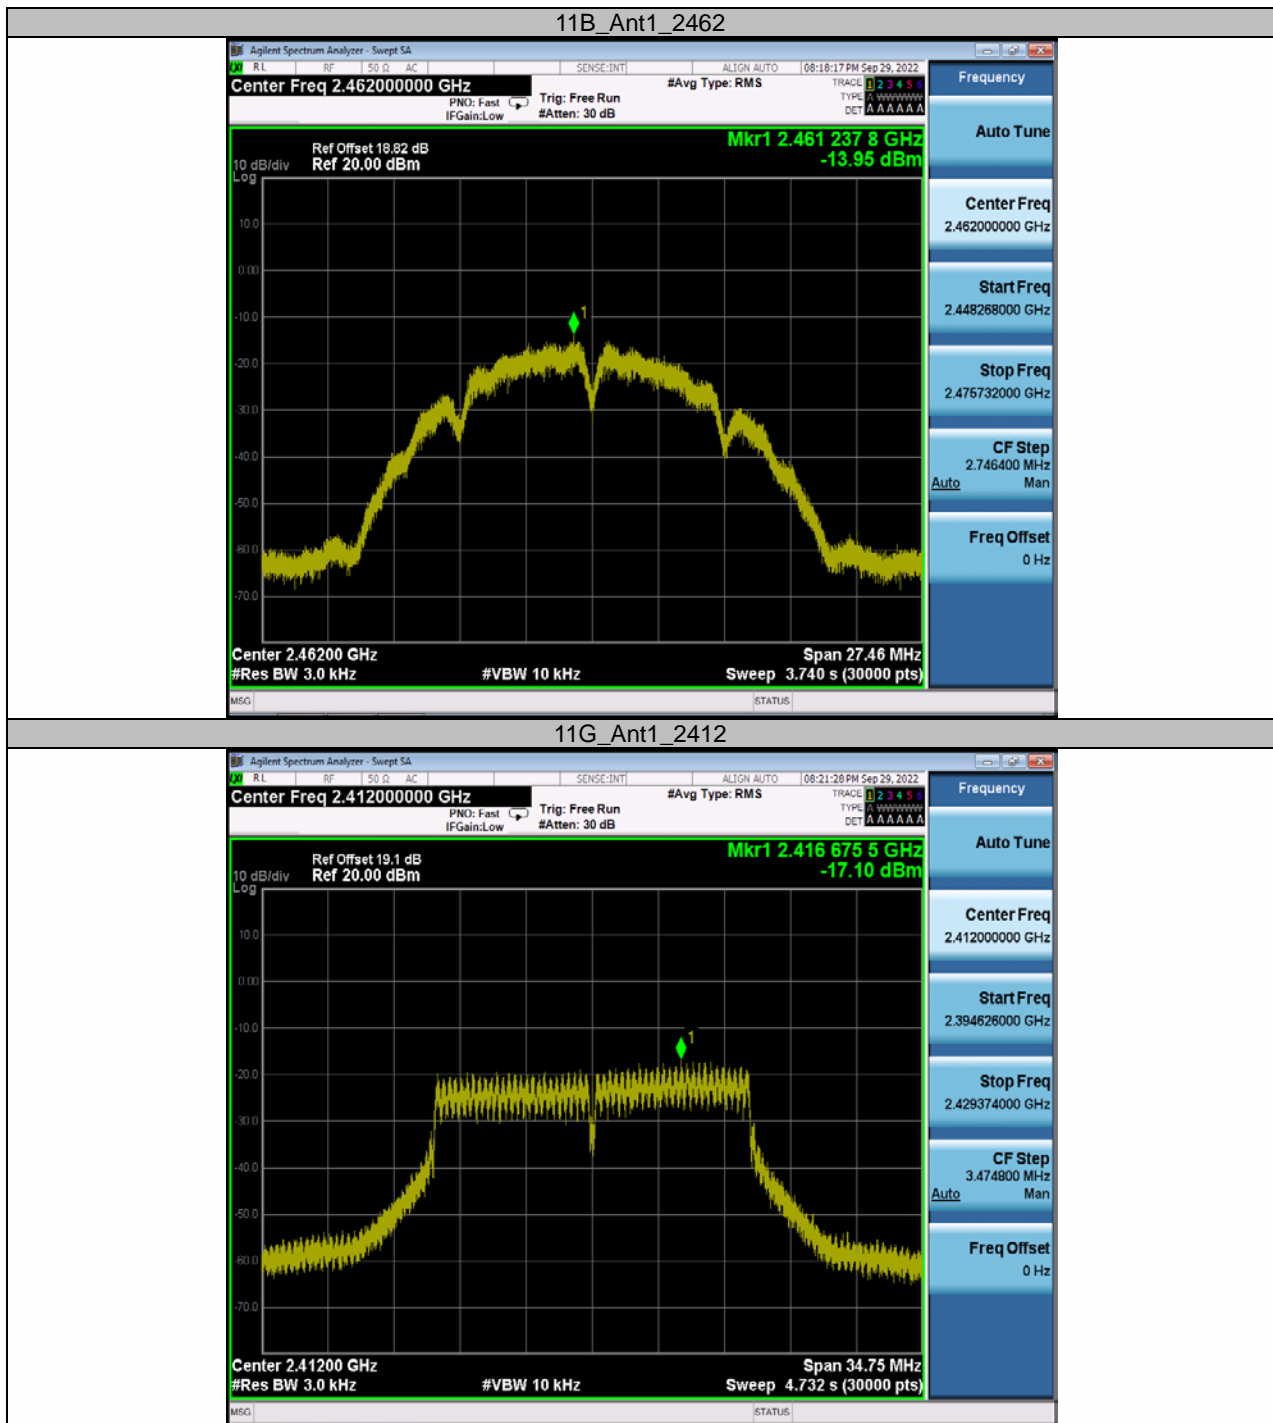 11B_Ant1_2462
Agilent Spectrum Analyzer - Swept SA
RL RF 50 Ω AC SENSE:INT ALIGN AUTO 08:18:17 PM Sep 29, 2022
Center Freq 2.462000000 GHz #Avg Type: RMS TRACE 1 2 3 4 5 6
PNO: Fast Trig: Free Run TYPE A WWWWW
IFGain:Low #Atten: 30 dB DET A A A A A A
Frequency
Mkr1 2.461 237 8 GHz
-13.95 dBm
Ref Offset 18.82 dB
10 dB/div Ref 20.00 dBm
Log
10.0
0.00
-10.0
-20.0
-30.0
-40.0
-50.0
-60.0
-70.0
1
Center 2.46200 GHz Span 27.46 MHz
#Res BW 3.0 kHz #VBW 10 kHz Sweep 3.740 s (30000 pts)
Auto Tune
Center Freq
2.462000000 GHz
Start Freq
2.448268000 GHz
Stop Freq
2.475732000 GHz
CF Step
2.746400 MHz
Auto Man
Freq Offset
0 Hz
MSG STATUS
11G_Ant1_2412
Agilent Spectrum Analyzer - Swept SA
RL RF 50 Ω AC SENSE:INT ALIGN AUTO 08:21:28 PM Sep 29, 2022
Center Freq 2.412000000 GHz #Avg Type: RMS TRACE 1 2 3 4 5 6
PNO: Fast Trig: Free Run TYPE A WWWWW
IFGain:Low #Atten: 30 dB DET A A A A A A
Frequency
Mkr1 2.416 675 5 GHz
-17.10 dBm
Ref Offset 19.1 dB
10 dB/div Ref 20.00 dBm
Log
10.0
0.00
-10.0
-20.0
-30.0
-40.0
-50.0
-60.0
-70.0
1
Center 2.41200 GHz Span 34.75 MHz
#Res BW 3.0 kHz #VBW 10 kHz Sweep 4.732 s (30000 pts)
Auto Tune
Center Freq
2.412000000 GHz
Start Freq
2.394626000 GHz
Stop Freq
2.429374000 GHz
CF Step
3.474800 MHz
Auto Man
Freq Offset
0 Hz
MSG STATUS